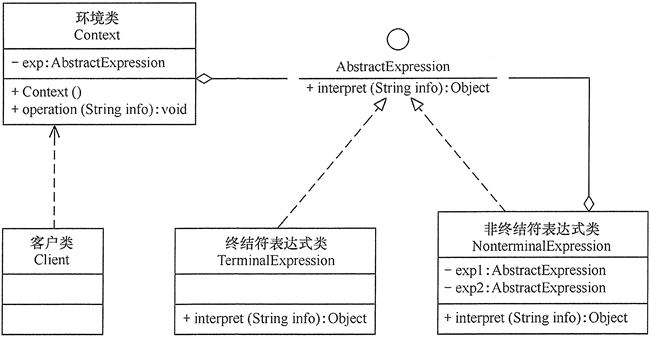 环境类
Context
− exp:AbstractExpression
+ Context()
+ operation (String info):void
AbstractExpression
+ interpret (String info):Object
客户类
Client
终结符表达式类
TerminalExpression
+ interpret (String info):Object
非终结符表达式类
NonterminalExpression
− exp1:AbstractExpression
− exp2:AbstractExpression
+ interpret (String info):Object